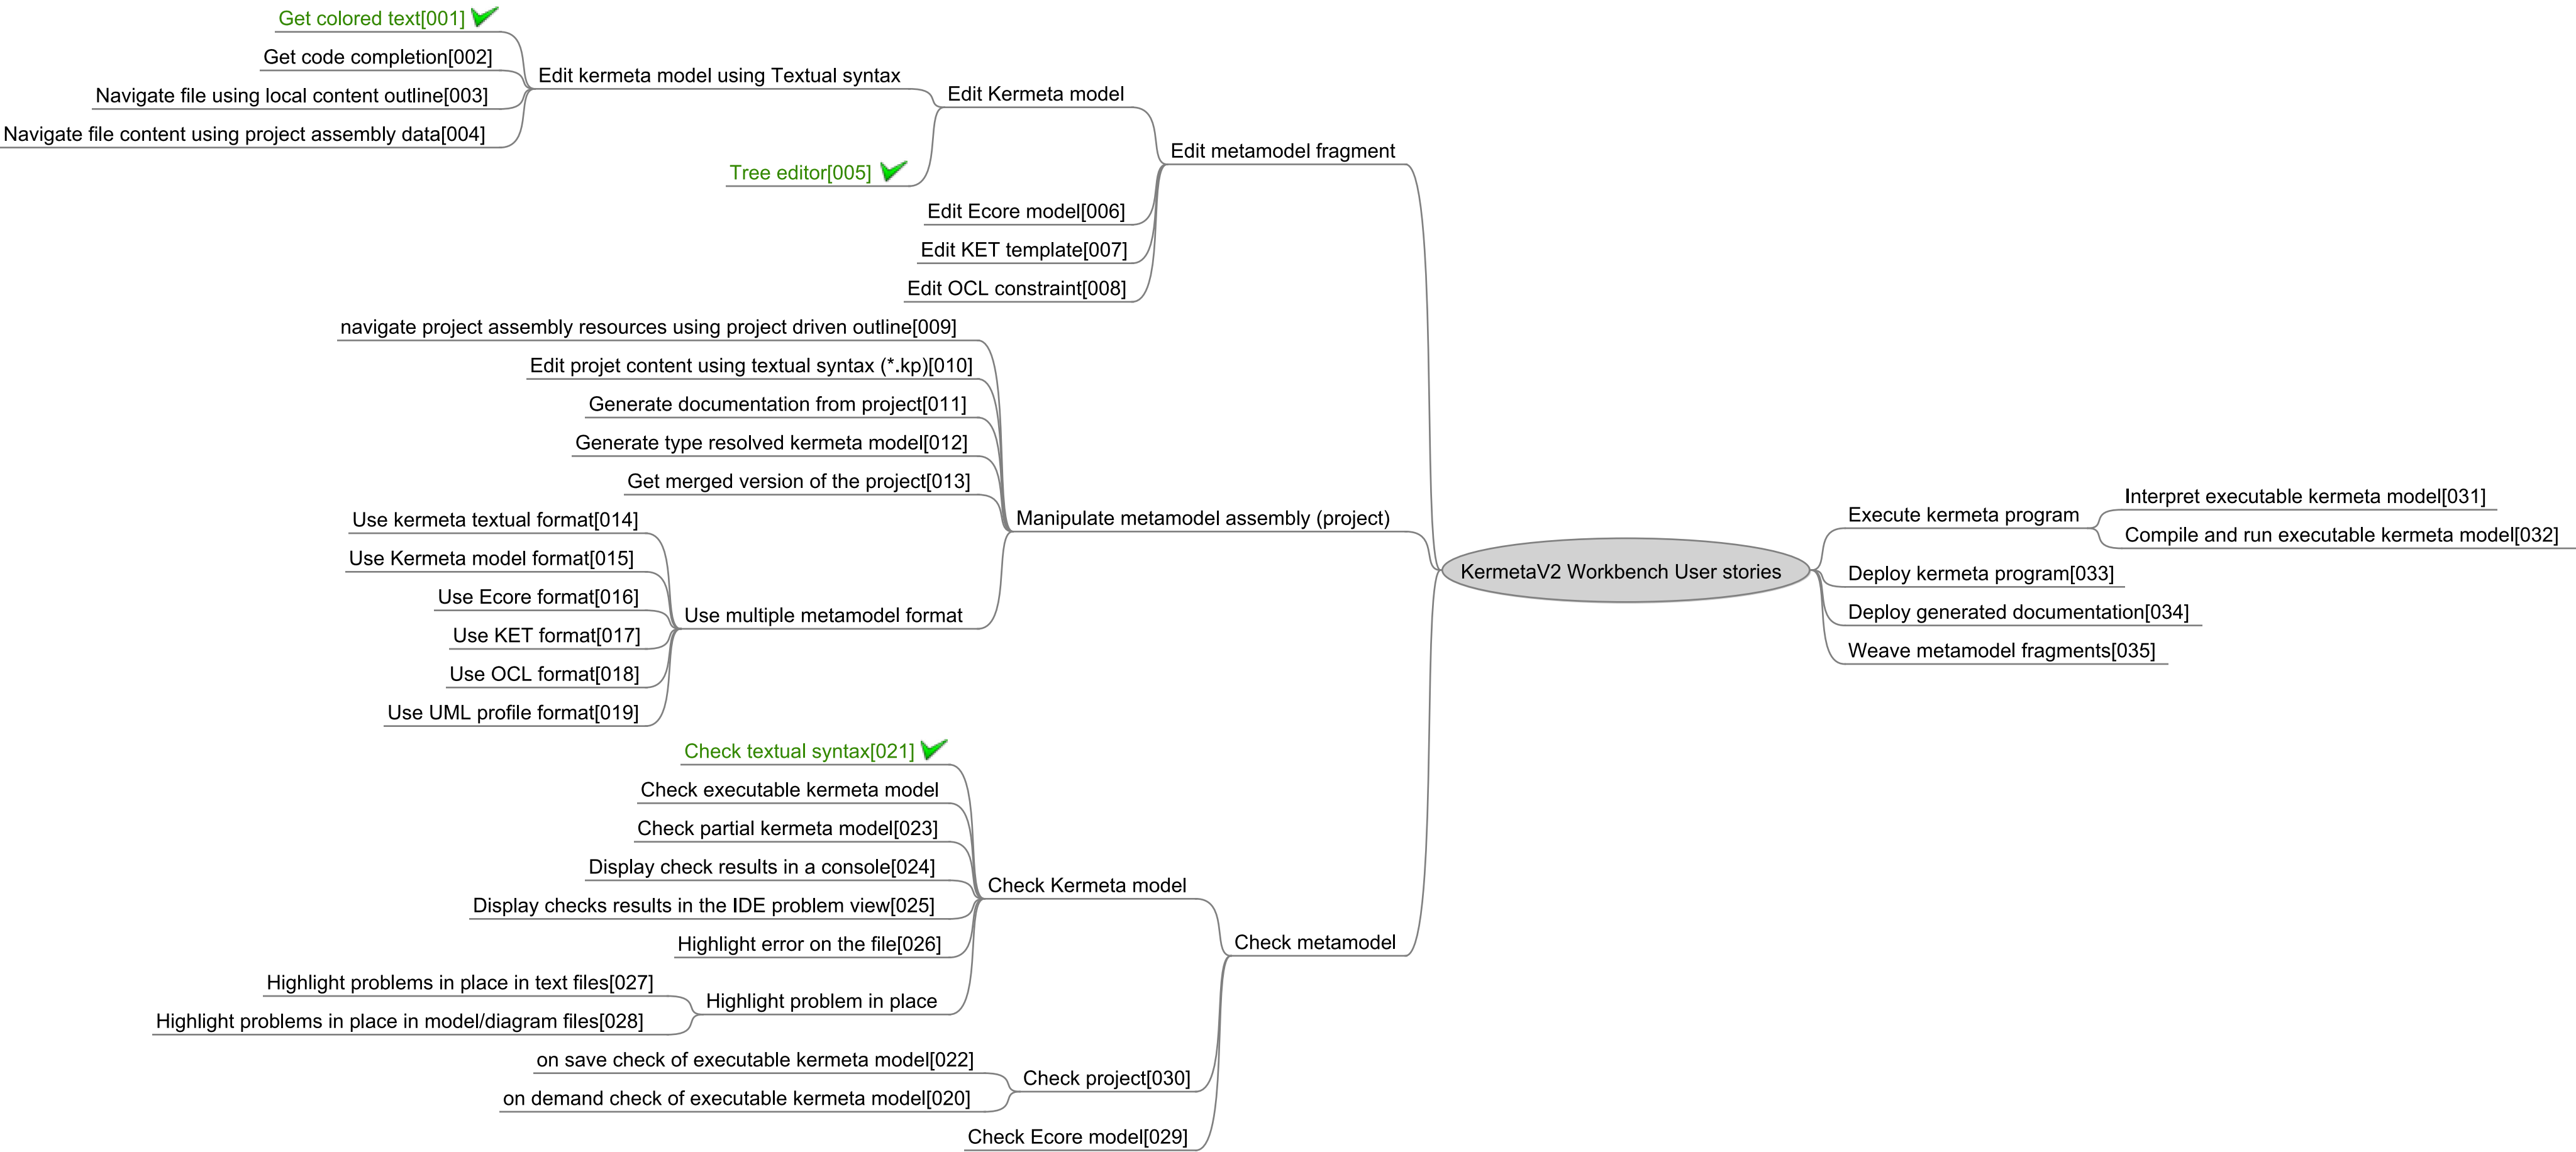 Get colored text[001]
Get code completion[002]
Navigate file using local content outline[003]
Navigate file content using project assembly data[004]
Edit kermeta model using Textual syntax
Tree editor[005]
Edit Kermeta model
Edit Ecore model[006]
Edit KET template[007]
Edit OCL constraint[008]
Edit metamodel fragment
navigate project assembly resources using project driven outline[009]
Edit projet content using textual syntax (*.kp)[010]
Generate documentation from project[011]
Generate type resolved kermeta model[012]
Get merged version of the project[013]
Use kermeta textual format[014]
Use Kermeta model format[015]
Use Ecore format[016]
Use KET format[017]
Use OCL format[018]
Use UML profile format[019]
Use multiple metamodel format
Manipulate metamodel assembly (project)
Check textual syntax[021]
Check executable kermeta model
Check partial kermeta model[023]
Display check results in a console[024]
Display checks results in the IDE problem view[025]
Highlight error on the file[026]
Highlight problems in place in text files[027]
Highlight problems in place in model/diagram files[028]
Highlight problem in place
Check Kermeta model
on save check of executable kermeta model[022]
on demand check of executable kermeta model[020]
Check project[030]
Check Ecore model[029]
Check metamodel
KermetaV2 Workbench User stories
Execute kermeta program
Interpret executable kermeta model[031]
Compile and run executable kermeta model[032]
Deploy kermeta program[033]
Deploy generated documentation[034]
Weave metamodel fragments[035]